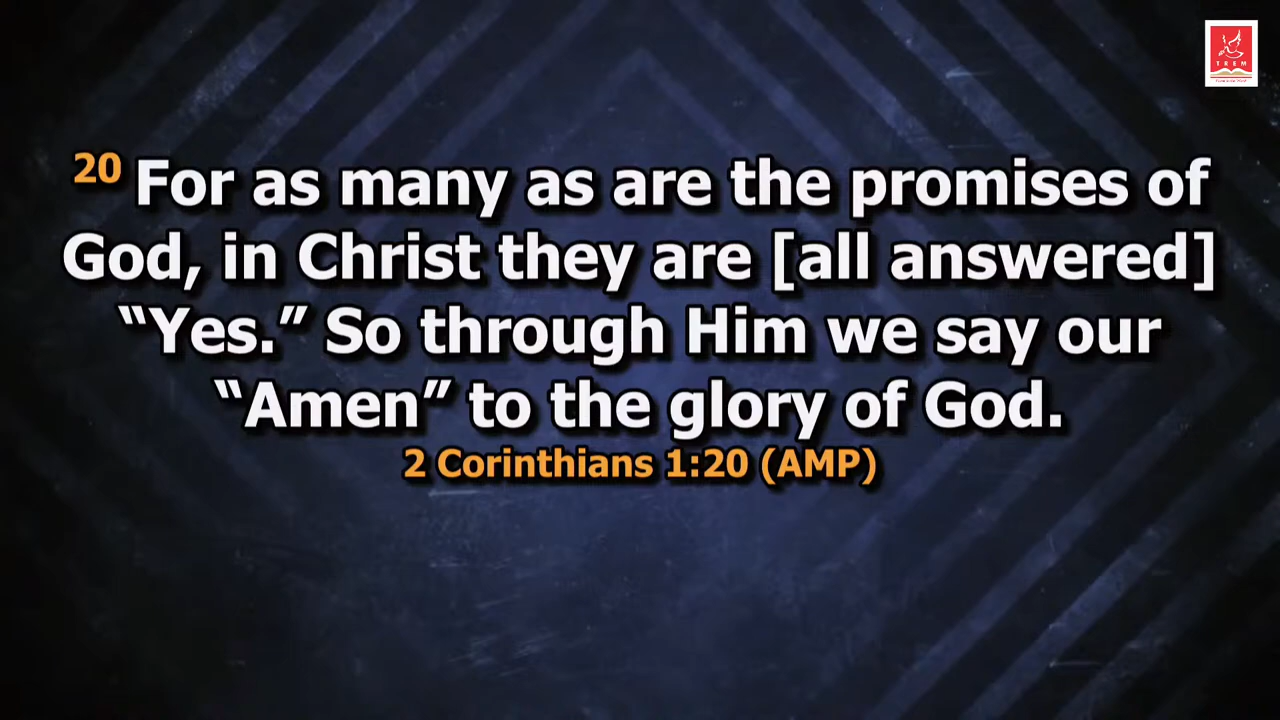 TREM
20 For as many as are the promises of
God, in Christ they are [all answered]
“Yes.” So through Him we say our
“Amen” to the glory of God.
2 Corinthians 1:20 (AMP)